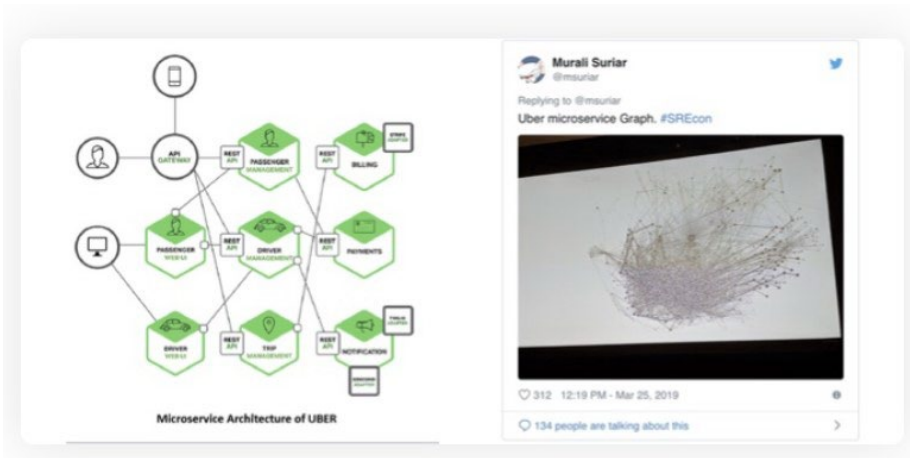 API
GATEWAY
REST
API
PASSENGER
MANAGEMENT
REST
API
BILLING
STRIPE
ADAPTER
PASSENGER
WEB UI
REST
API
DRIVER
MANAGEMENT
REST
API
PAYMENTS
DRIVER
WEB UI
REST
API
TRIP
MANAGEMENT
REST
API
NOTIFICATION
TWILIO
ADAPTER
SENDGRID
ADAPTER
Microservice Architecture of UBER
Murali Suriar
@msuriar
Replying to @msuriar
Uber microservice Graph. #SREcon
312 12:19 PM - Mar 25, 2019
134 people are talking about this